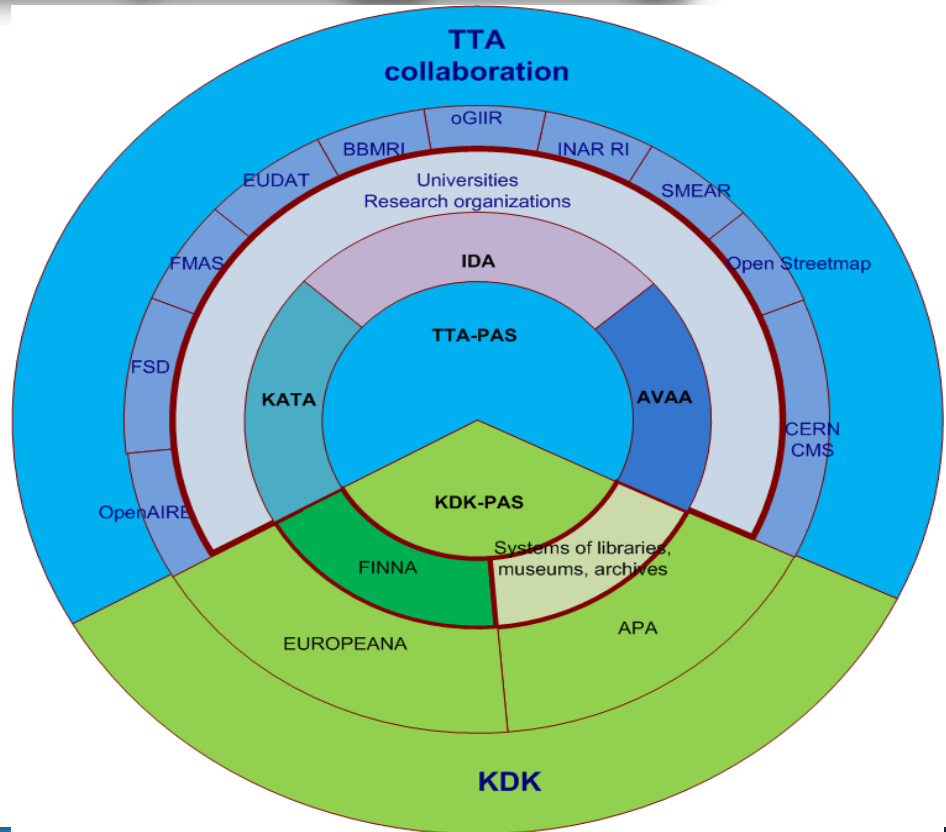 TTA
collaboration
oGIIR
BBMRI
INAR RI
EUDAT
SMEAR
Universities
Research organizations
FMAS
IDA
Open Streetmap
TTA-PAS
FSD
KATA
AVAA
CERN
CMS
KDK-PAS
OpenAIRE
Systems of libraries,
museums, archives
FINNA
APA
EUROPEANA
KDK